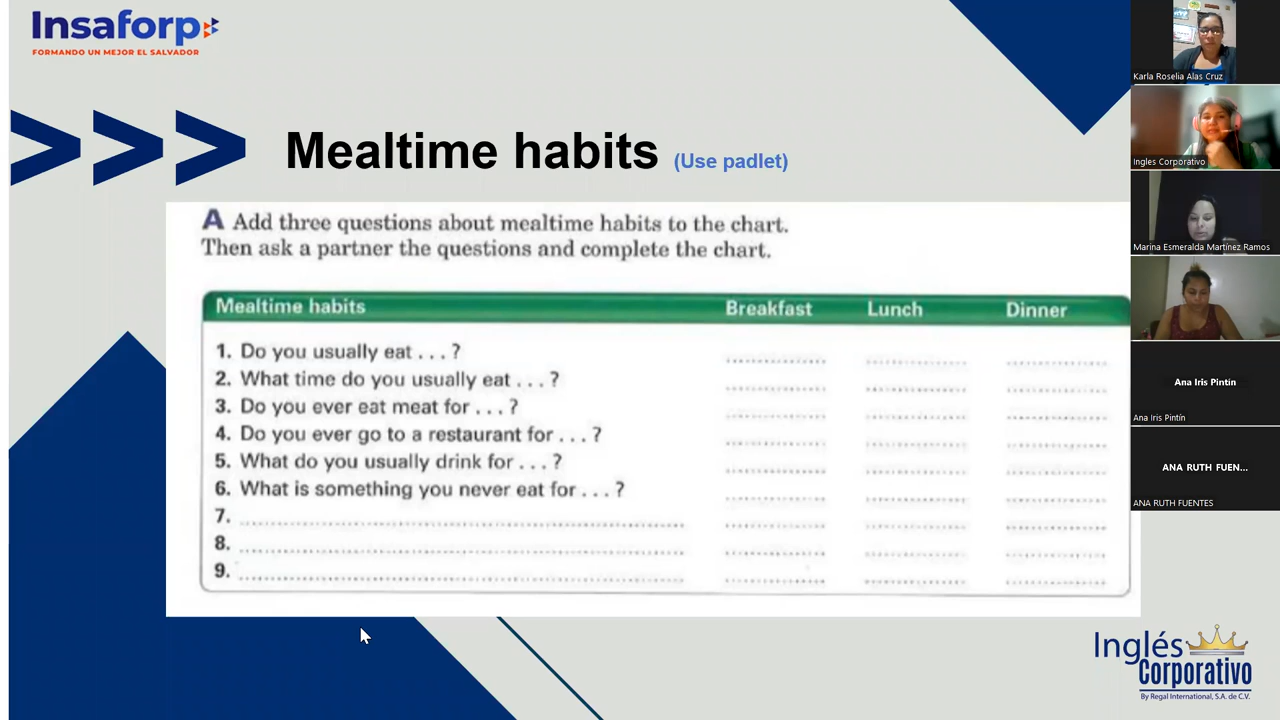 Insaforp
FORMANDO UN MEJOR EL SALVADOR
>>> Mealtime habits (Use padlet)
A Add three questions about mealtime habits to the chart.
Then ask a partner the questions and complete the chart.
Mealtime habits Breakfast Lunch Dinner
1. Do you usually eat . . . ?
2. What time do you usually eat . . . ?
3. Do you ever eat meat for . . . ?
4. Do you ever go to a restaurant for . . . ?
5. What do you usually drink for . . . ?
6. What is something you never eat for . . . ?
7.
8.
9.
Inglés
Corporativo
By Regal International, S.A. de C.V.
Karla Roselia Alas Cruz
Ingles Corporativo
Marina Esmeralda Martínez Ramos
Ana Iris Pintin
Ana Iris Pintín
ANA RUTH FUEN...
ANA RUTH FUENTES